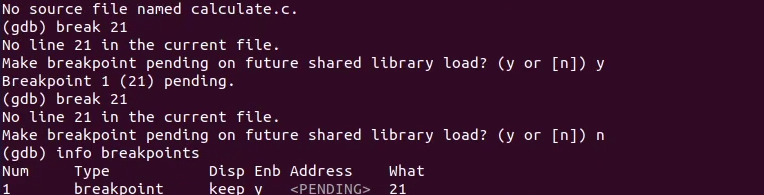 No source file named calculate.c.
(gdb) break 21
No line 21 in the current file.
Make breakpoint pending on future shared library load? (y or [n]) y
Breakpoint 1 (21) pending.
(gdb) break 21
No line 21 in the current file.
Make breakpoint pending on future shared library load? (y or [n]) n
(gdb) info breakpoints
Num     Type           Disp Enb Address    What
1       breakpoint     keep y   <PENDING>  21